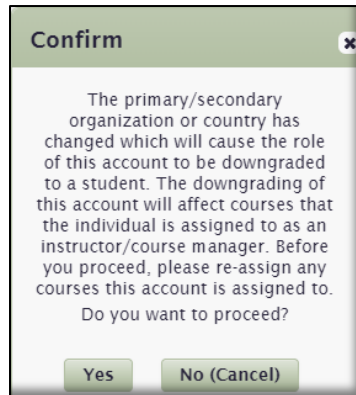 Confirm
The primary/secondary
organization or country has
changed which will cause the role
of this account to be downgraded
to a student. The downgrading of
this account will affect courses that
the individual is assigned to as an
instructor/course manager. Before
you proceed, please re-assign any
courses this account is assigned to.
Do you want to proceed?
Yes
No (Cancel)